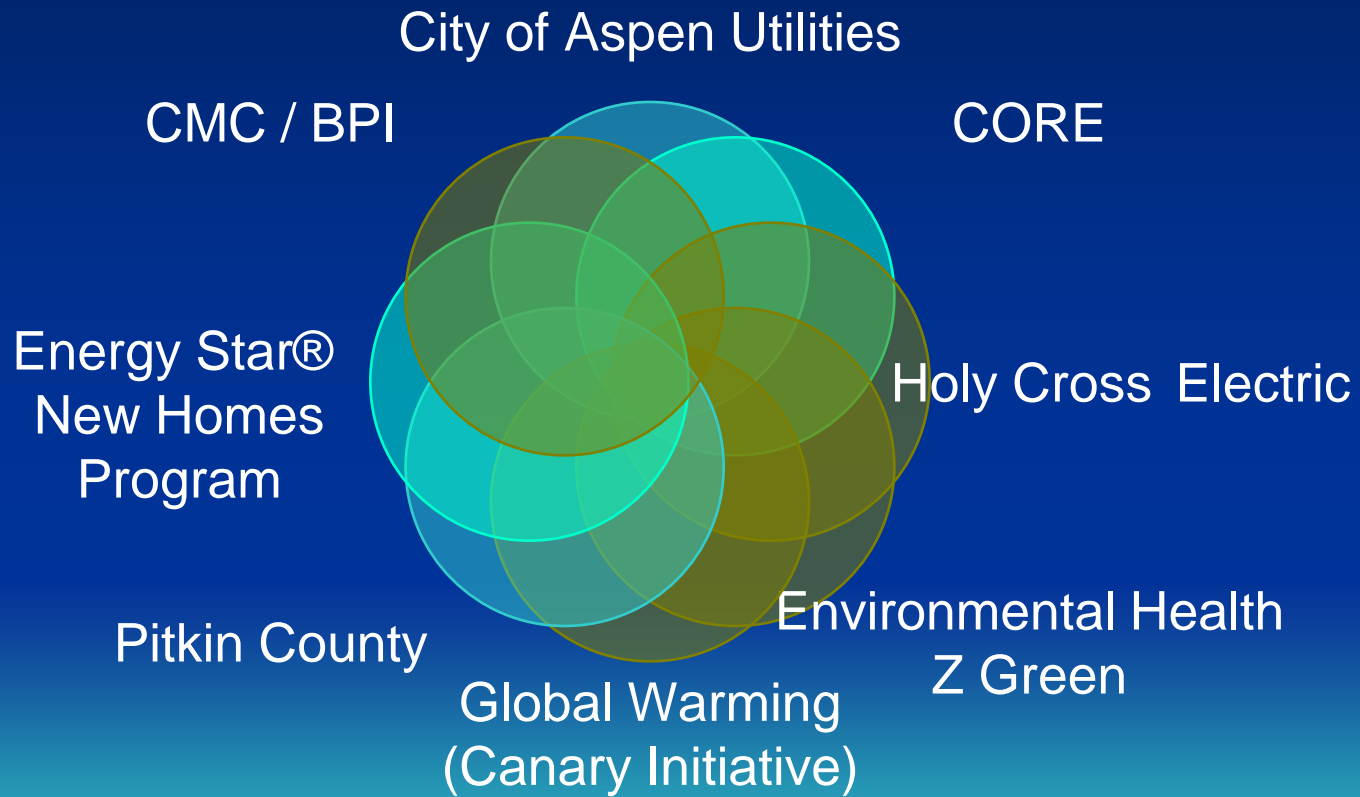 City of Aspen Utilities
CMC / BPI
CORE
Energy Star®
New Homes
Program
Holy Cross Electric
Environmental Health
Z Green
Pitkin County
Global Warming
(Canary Initiative)